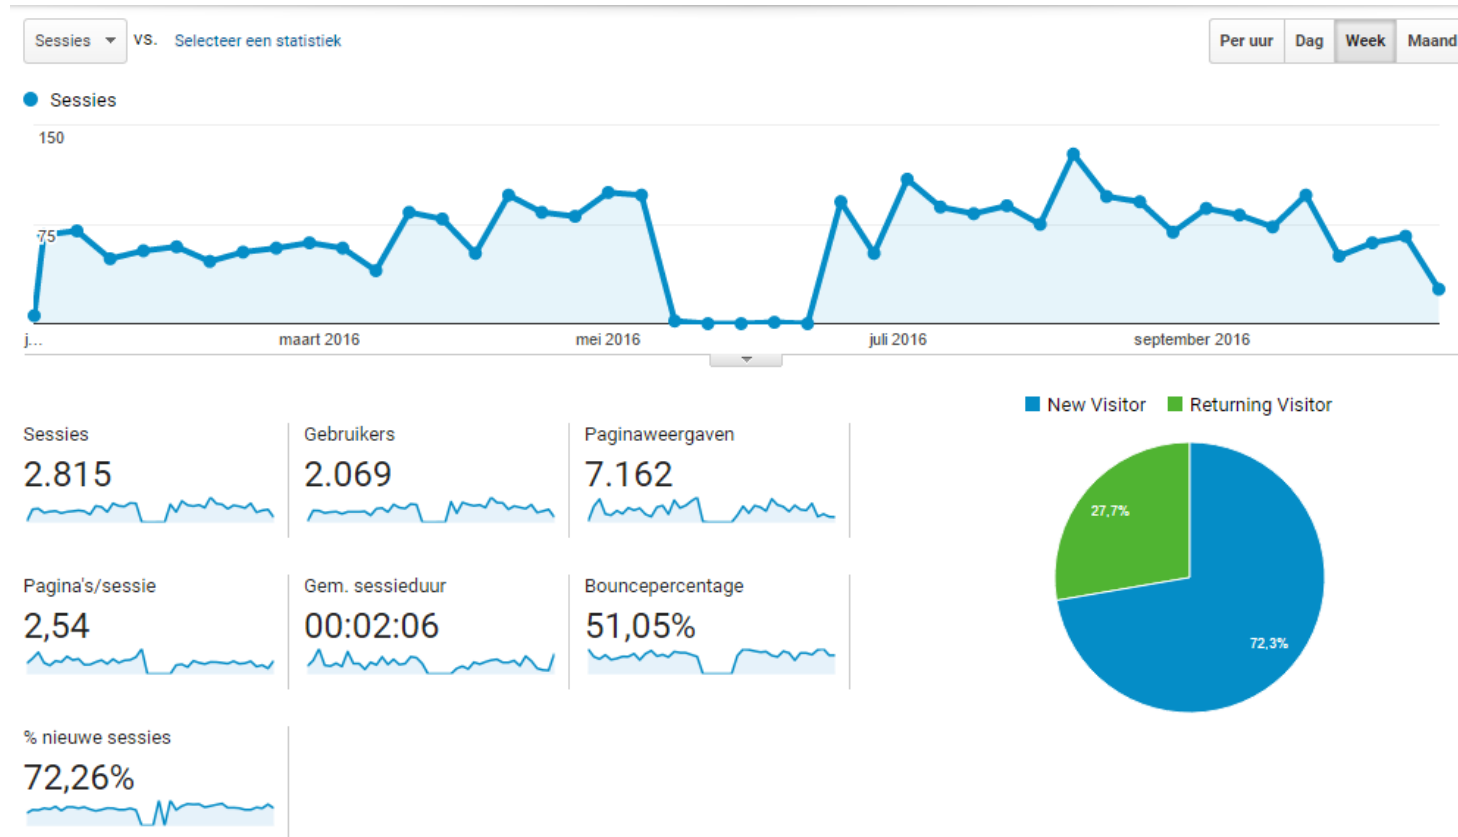 Sessies vs. Selecteer een statistiek Per uur Dag Week Maand
Sessies
150
75
j... maart 2016 mei 2016 juli 2016 september 2016
New Visitor Returning Visitor
Sessies Gebruikers Paginaweergaven
2.815 2.069 7.162
27,7%
Pagina's/sessie Gem. sessieduur Bouncepercentage
2,54 00:02:06 51,05%
72,3%
% nieuwe sessies
72,26%